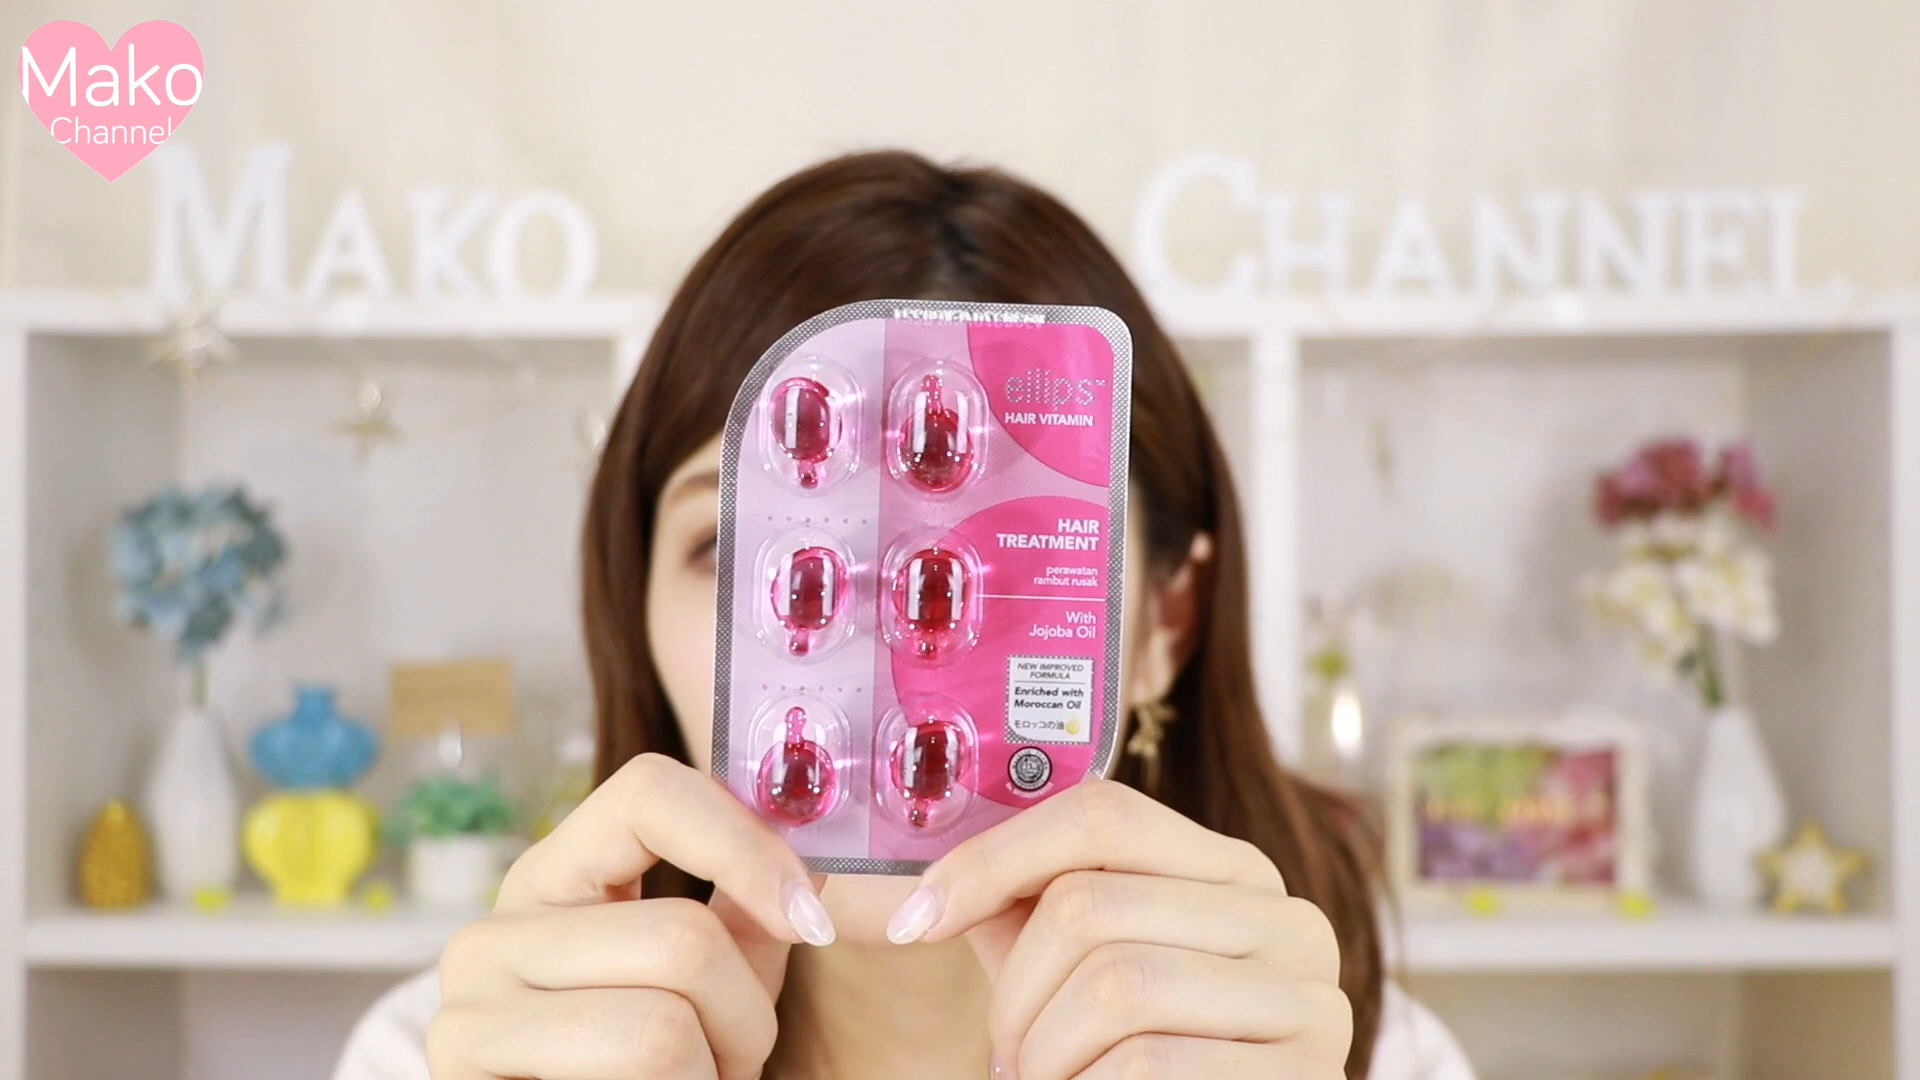 Mako
Channel
MAKO CHANNEL
ellips™
HAIR VITAMIN
HAIR
TREATMENT
perawatan
rambut rusak
With
Jojoba Oil
NEW IMPROVED
FORMULA
Enriched with
Moroccan Oil
モロッコの油